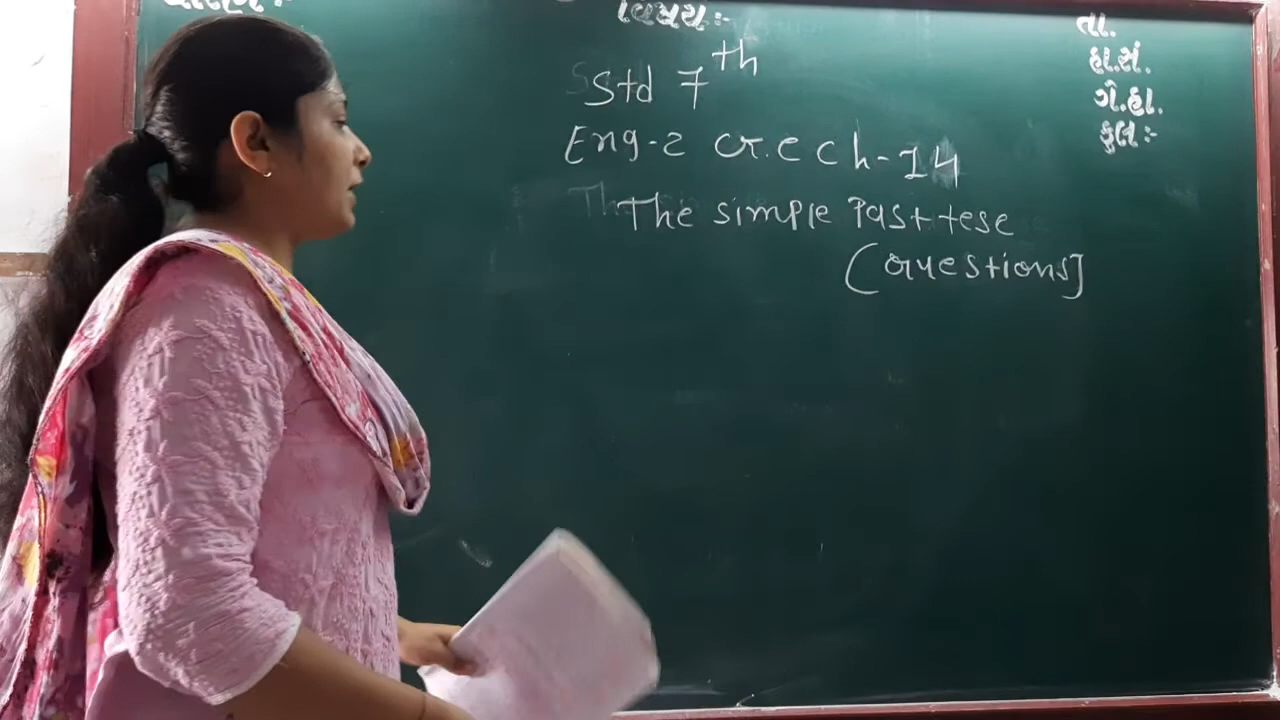 વિષય:-
તા.
હા.સં.
ગે.હા.
કુલ:-
Std 7th
Eng-2 Gr.e ch-14
The simple Past tese
(Questions]